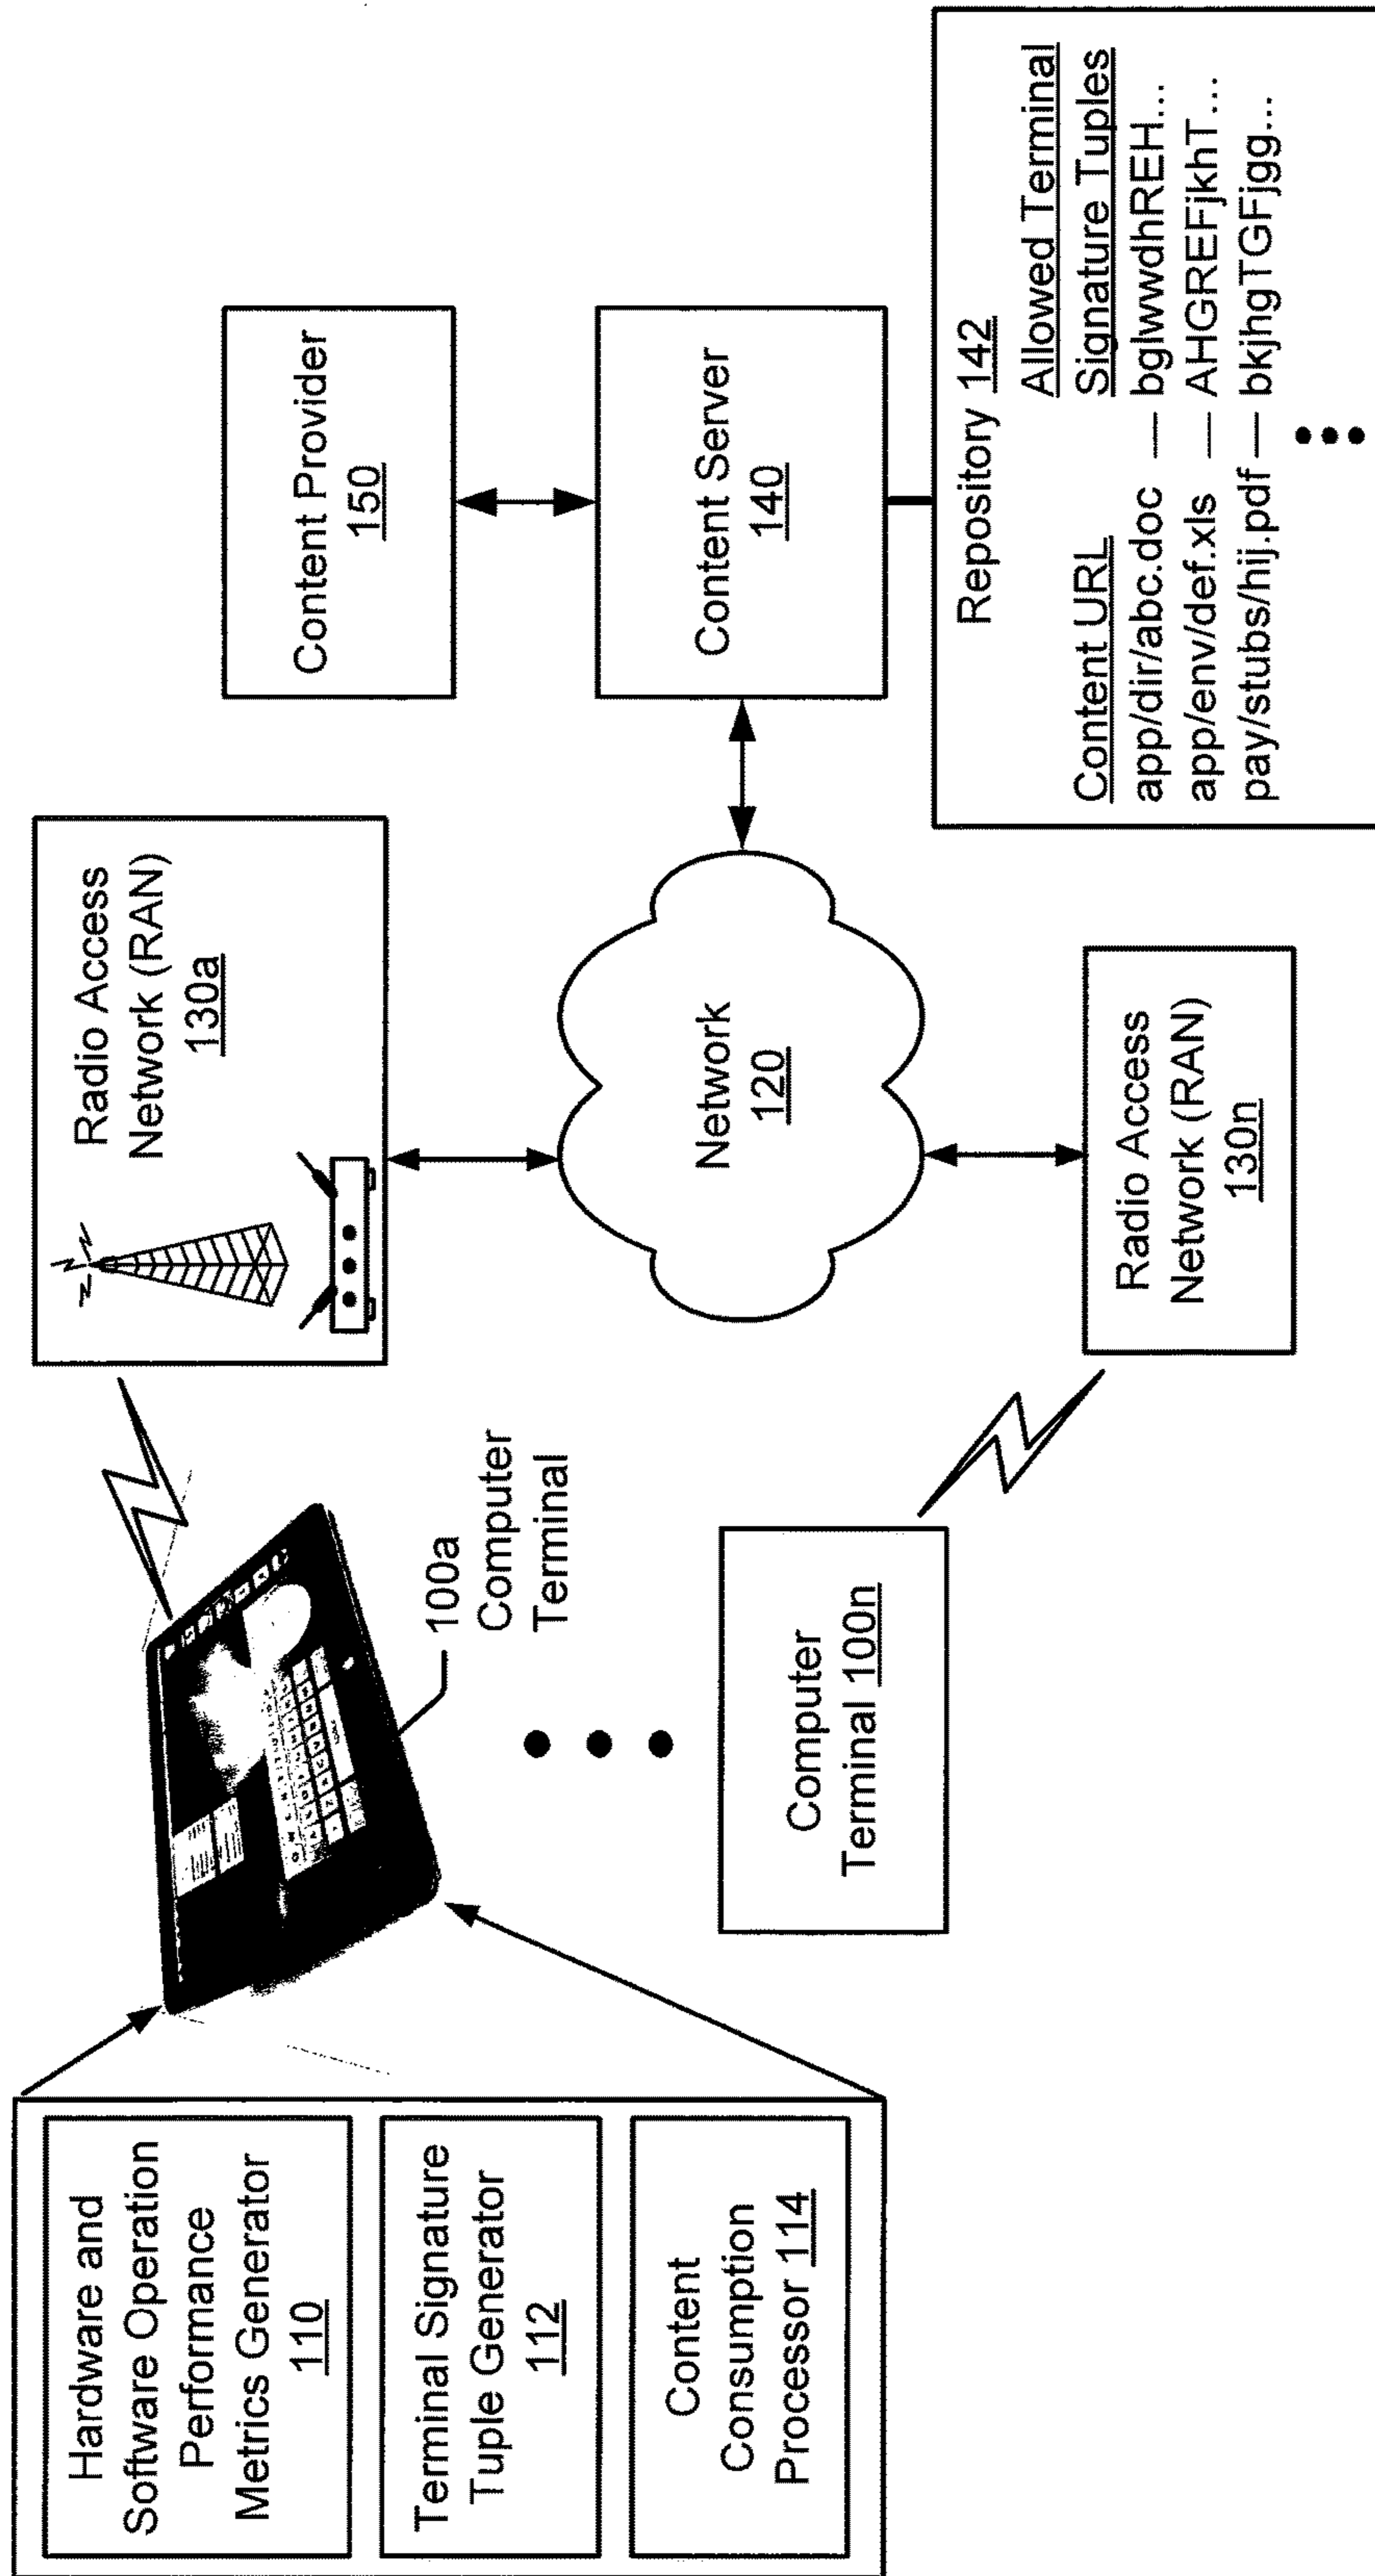 Hardware and
Software Operation
Performance
Metrics Generator
110
Terminal Signature
Tuple Generator
112
Content
Consumption
Processor 114
100a
Computer
Terminal
Computer
Terminal 100n
Radio Access
Network (RAN)
130a
Network
120
Radio Access
Network (RAN)
130n
Content Provider
150
Content Server
140
Repository 142
Allowed Terminal
Content URL Signature Tuples
app/dir/abc.doc — bglwwdhREH...
app/env/def.xls — AHGREFjkhT...
pay/stubs/hij.pdf — bkjhgTGFjgg...